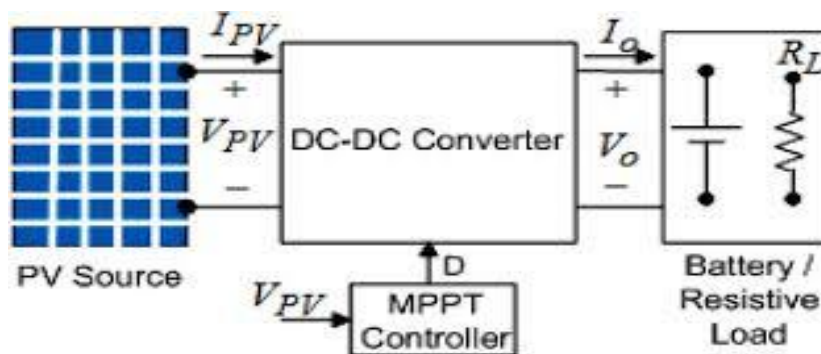 I_PV
I_o
+
+
R_L
V_PV
DC-DC Converter
V_o
−
−
PV Source
D
Battery /
Resistive
Load
V_PV
MPPT
Controller